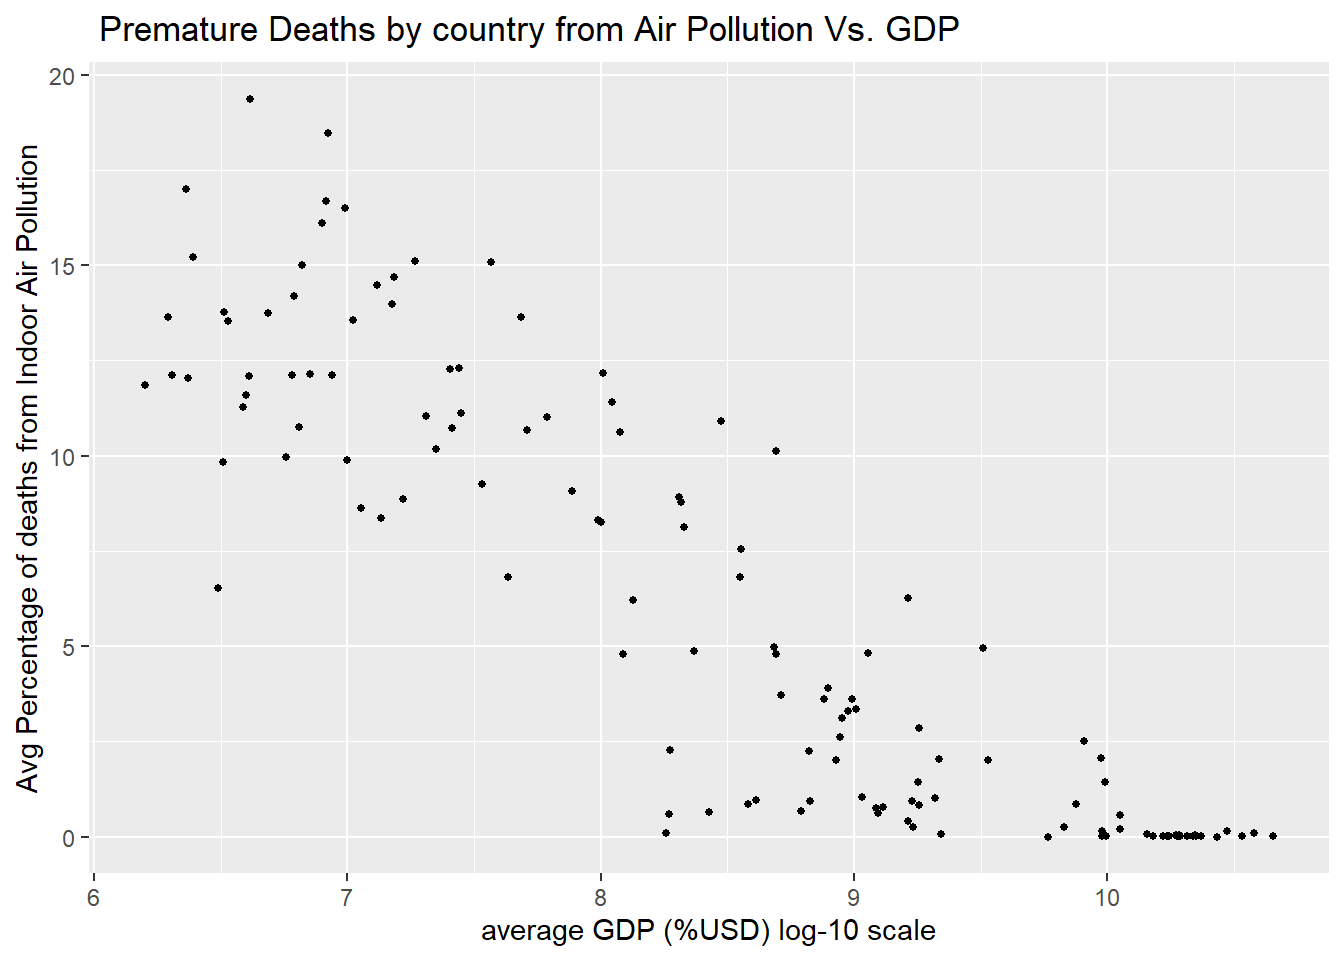 Premature Deaths by country from Air Pollution Vs. GDP
Avg Percentage of deaths from Indoor Air Pollution
20
15
10
5
0
6 7 8 9 10
average GDP (%USD) log-10 scale